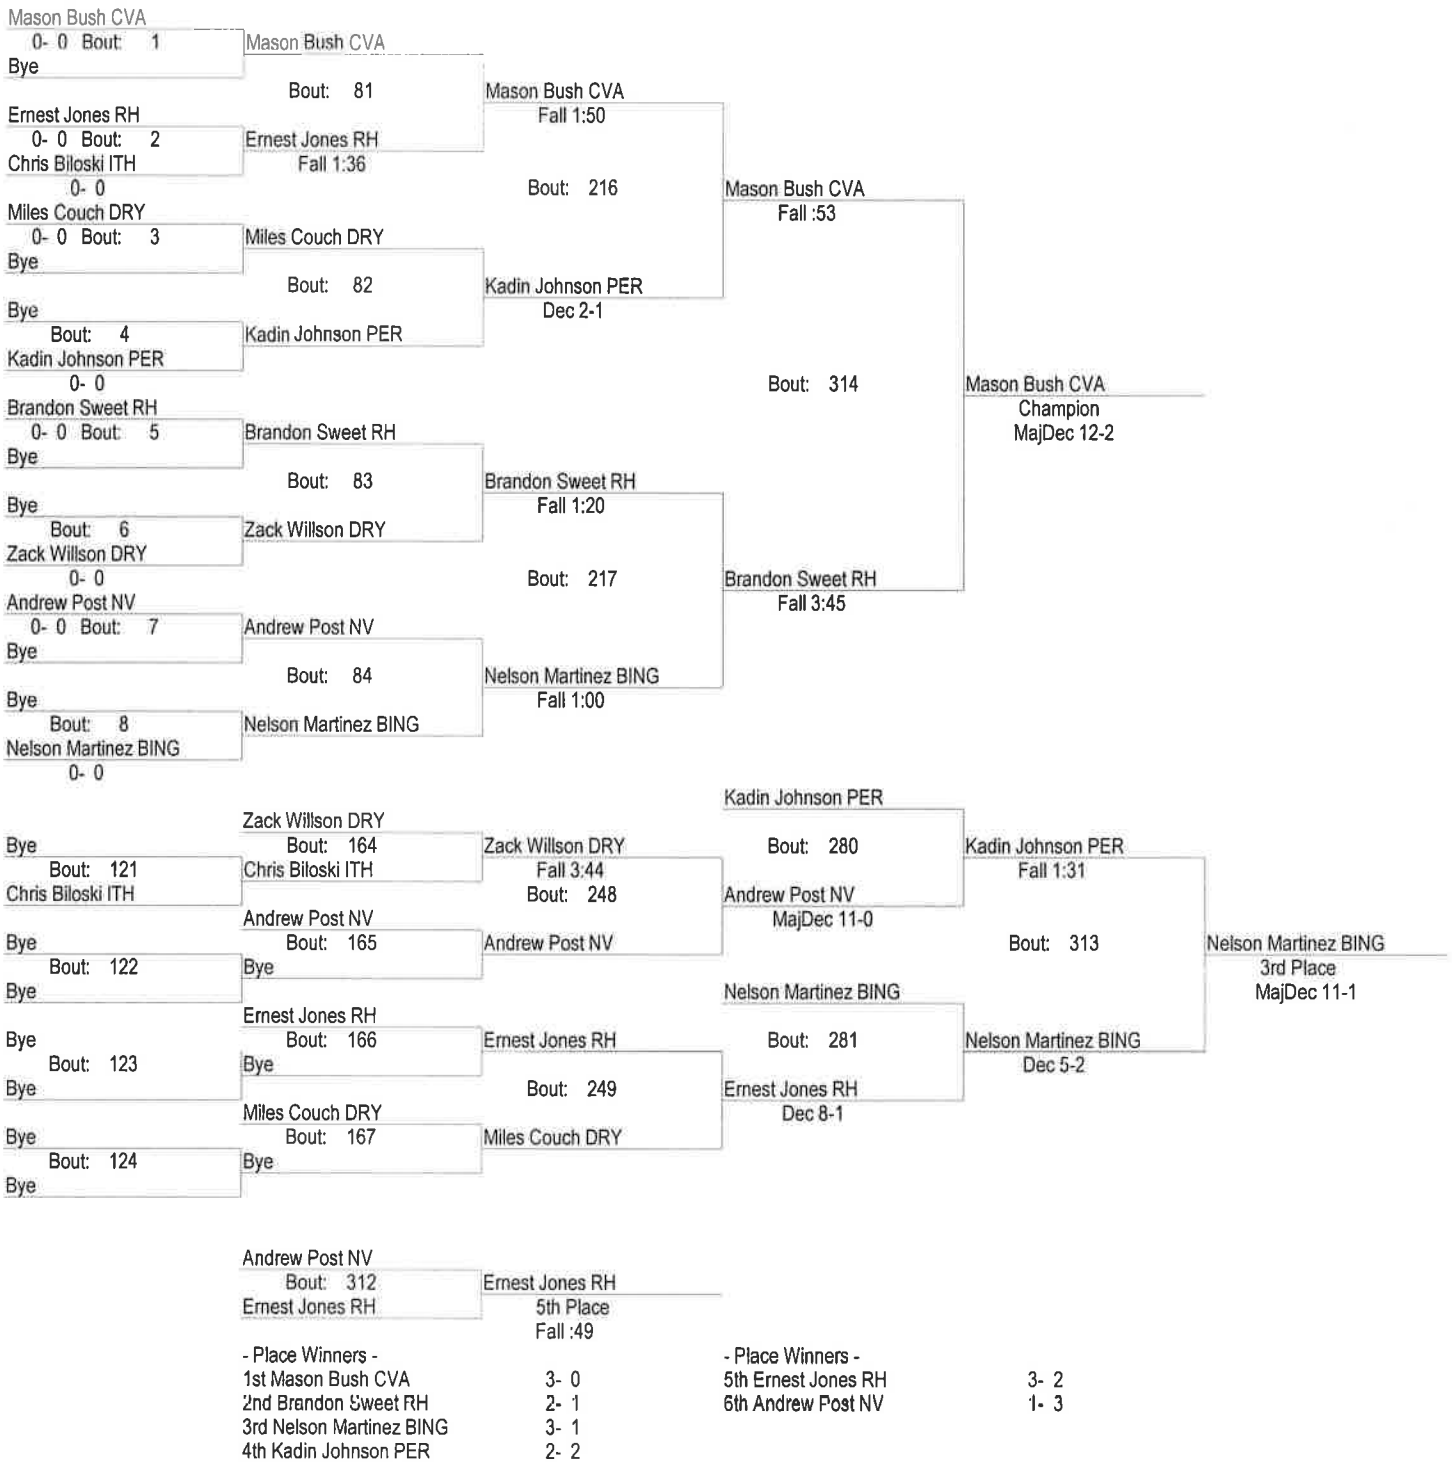 Mason Bush CVA
0- 0 Bout: 1
Mason Bush CVA
Bye
Bout: 81
Mason Bush CVA
Fall 1:50
Ernest Jones RH
0- 0 Bout: 2
Ernest Jones RH
Fall 1:36
Chris Biloski ITH
0- 0
Bout: 216
Mason Bush CVA
Fall :53
Miles Couch DRY
0- 0 Bout: 3
Miles Couch DRY
Bye
Bout: 82
Kadin Johnson PER
Dec 2-1
Bye
Bout: 4
Kadin Johnson PER
Kadin Johnson PER
0- 0
Bout: 314
Mason Bush CVA
Champion
MajDec 12-2
Brandon Sweet RH
0- 0 Bout: 5
Brandon Sweet RH
Bye
Bout: 83
Brandon Sweet RH
Fall 1:20
Bye
Bout: 6
Zack Willson DRY
Zack Willson DRY
0- 0
Bout: 217
Brandon Sweet RH
Fall 3:45
Andrew Post NV
0- 0 Bout: 7
Andrew Post NV
Bye
Bout: 84
Nelson Martinez BING
Fall 1:00
Bye
Bout: 8
Nelson Martinez BING
Nelson Martinez BING
0- 0
Kadin Johnson PER
Zack Willson DRY
Bye
Bout: 164
Zack Willson DRY
Bout: 280
Kadin Johnson PER
Bout: 121
Chris Biloski ITH
Fall 3:44
Fall 1:31
Chris Biloski ITH
Bout: 248
Andrew Post NV
MajDec 11-0
Andrew Post NV
Bye
Bout: 165
Andrew Post NV
Bout: 313
Nelson Martinez BING
3rd Place
MajDec 11-1
Bout: 122
Bye
Bye
Nelson Martinez BING
Ernest Jones RH
Bye
Bout: 166
Ernest Jones RH
Bout: 281
Nelson Martinez BING
Dec 5-2
Bout: 123
Bye
Bye
Bout: 249
Ernest Jones RH
Dec 8-1
Miles Couch DRY
Bye
Bout: 167
Miles Couch DRY
Bout: 124
Bye
Bye
Andrew Post NV
Bout: 312
Ernest Jones RH
Ernest Jones RH
5th Place
Fall :49
- Place Winners -
1st Mason Bush CVA 3- 0
2nd Brandon Sweet RH 2- 1
3rd Nelson Martinez BING 3- 1
4th Kadin Johnson PER 2- 2
- Place Winners -
5th Ernest Jones RH 3- 2
6th Andrew Post NV 1- 3